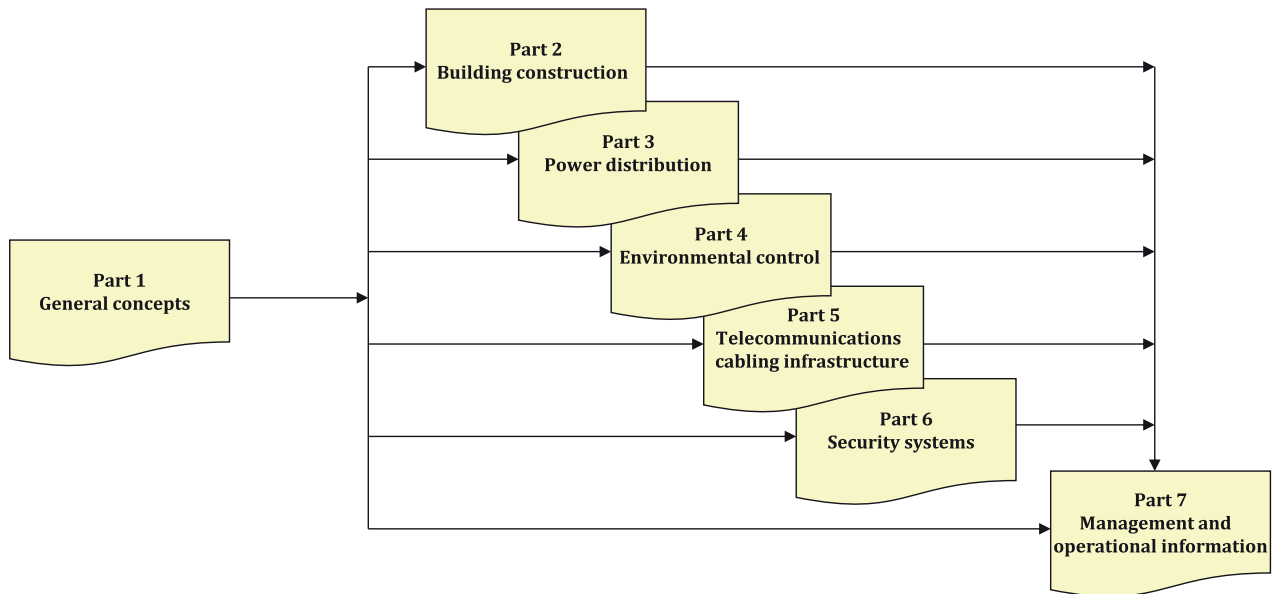 Part 1
General concepts
Part 2
Building construction
Part 3
Power distribution
Part 4
Environmental control
Part 5
Telecommunications
cabling infrastructure
Part 6
Security systems
Part 7
Management and
operational information